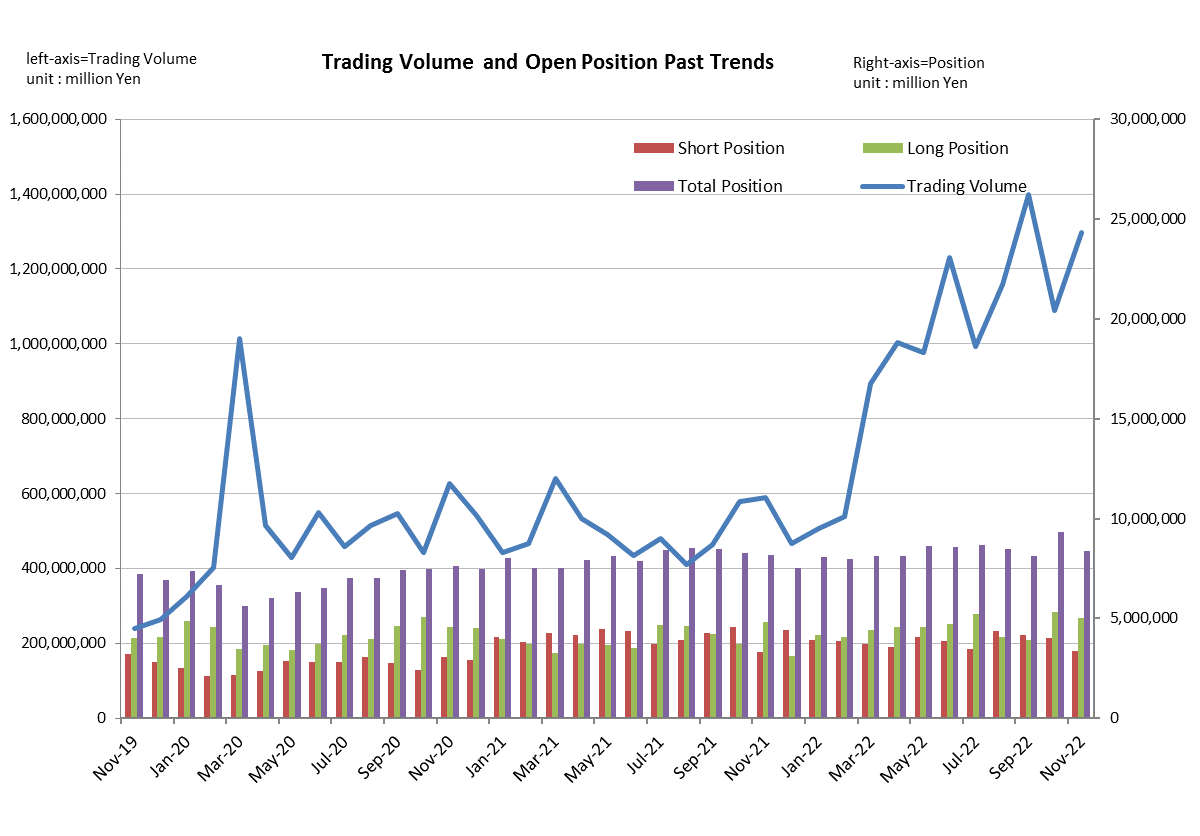 left-axis=Trading Volume
unit : million Yen
Trading Volume and Open Position Past Trends
Right-axis=Position
unit : million Yen
1,600,000,000
1,400,000,000
1,200,000,000
1,000,000,000
800,000,000
600,000,000
400,000,000
200,000,000
0
30,000,000
25,000,000
20,000,000
15,000,000
10,000,000
5,000,000
0
Short Position
Long Position
Total Position
Trading Volume
Nov-19
Jan-20
Mar-20
May-20
Jul-20
Sep-20
Nov-20
Jan-21
Mar-21
May-21
Jul-21
Sep-21
Nov-21
Jan-22
Mar-22
May-22
Jul-22
Sep-22
Nov-22